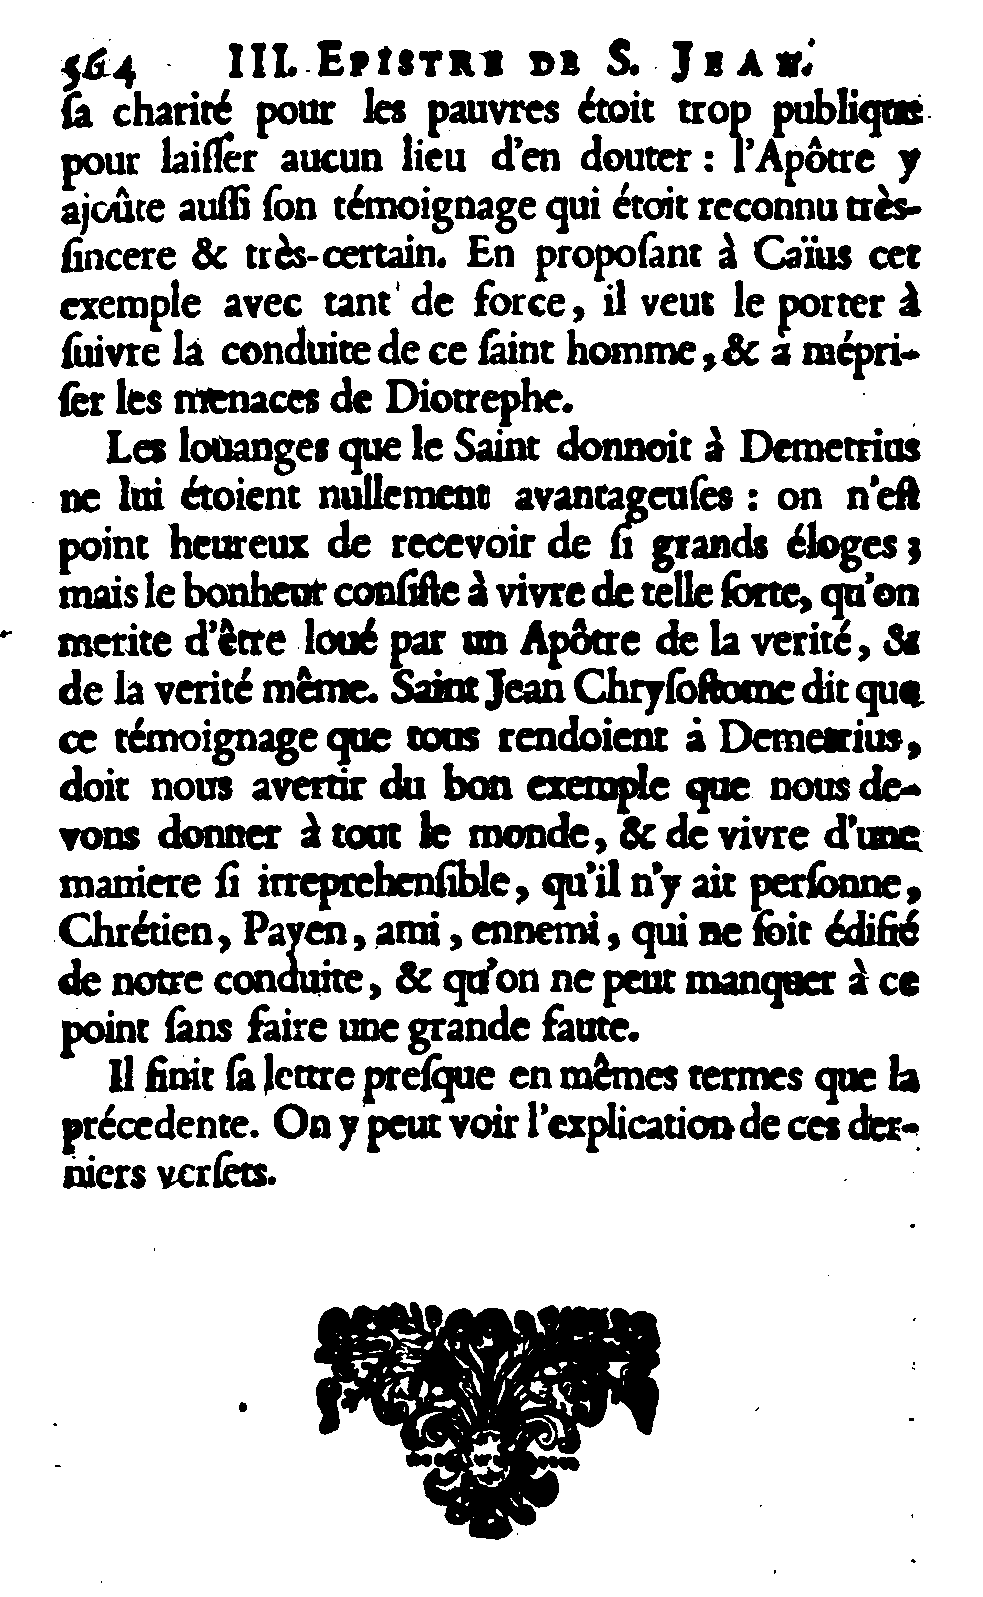 564 III. EPISTRE DE S. JEAN.
ſa charité pour les pauvres étoit trop publique
pour laiſſer aucun lieu d'en douter : l'Apôtre y
ajoûte auſſi ſon témoignage qui étoit reconnu très-
ſincere & très-certain. En propoſant à Caïus cet
exemple avec tant de force, il veut le porter à
ſuivre la conduite de ce ſaint homme, & à mépri-
ſer les menaces de Diotrephe.
Les louanges que le Saint donnoit à Demetrius
ne lui étoient nullement avantageuſes : on n'eſt
point heureux de recevoir de ſi grands éloges ;
mais le bonheur conſiſte à vivre de telle ſorte, qu'on
merite d'être loué par un Apôtre de la verité, &
de la verité même. Saint Jean Chryſoſtome dit que
ce témoignage que tous rendoient à Demetrius,
doit nous avertir du bon exemple que nous de-
vons donner à tout le monde, & de vivre d'une
maniere ſi irreprehenſible, qu'il n'y ait perſonne,
Chrétien, Payen, ami, ennemi, qui ne ſoit édifié
de notre conduite, & qu'on ne peut manquer à ce
point ſans faire une grande faute.
Il finit ſa lettre preſque en mêmes termes que la
précedente. On y peut voir l'explication de ces der-
niers verſets.